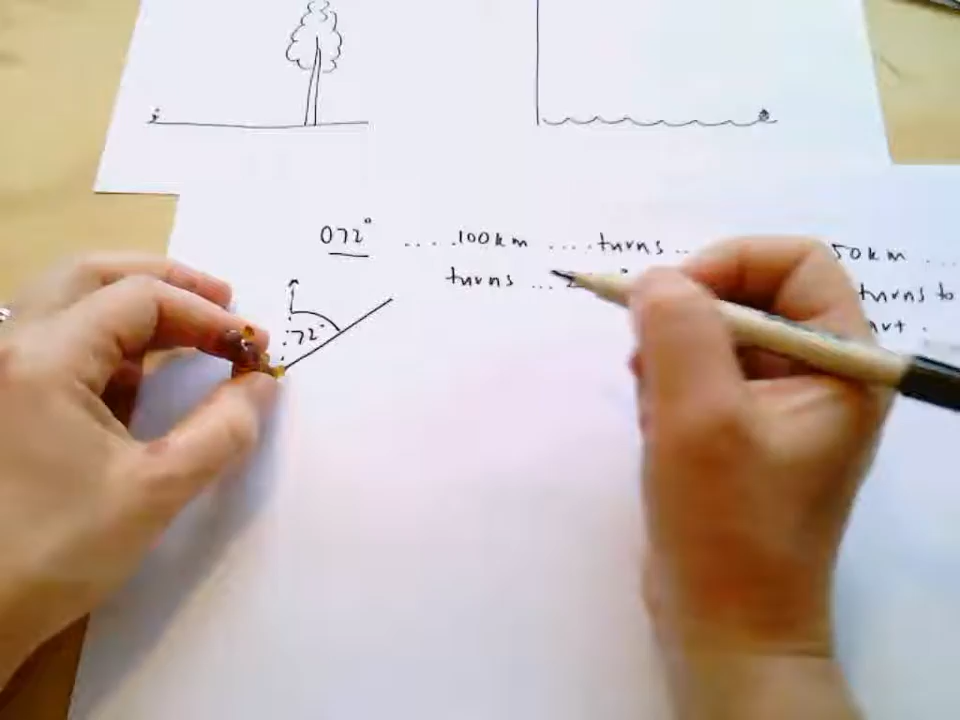 072° .... 100km .... turns .. 50km ....
turns ... turns to
72°